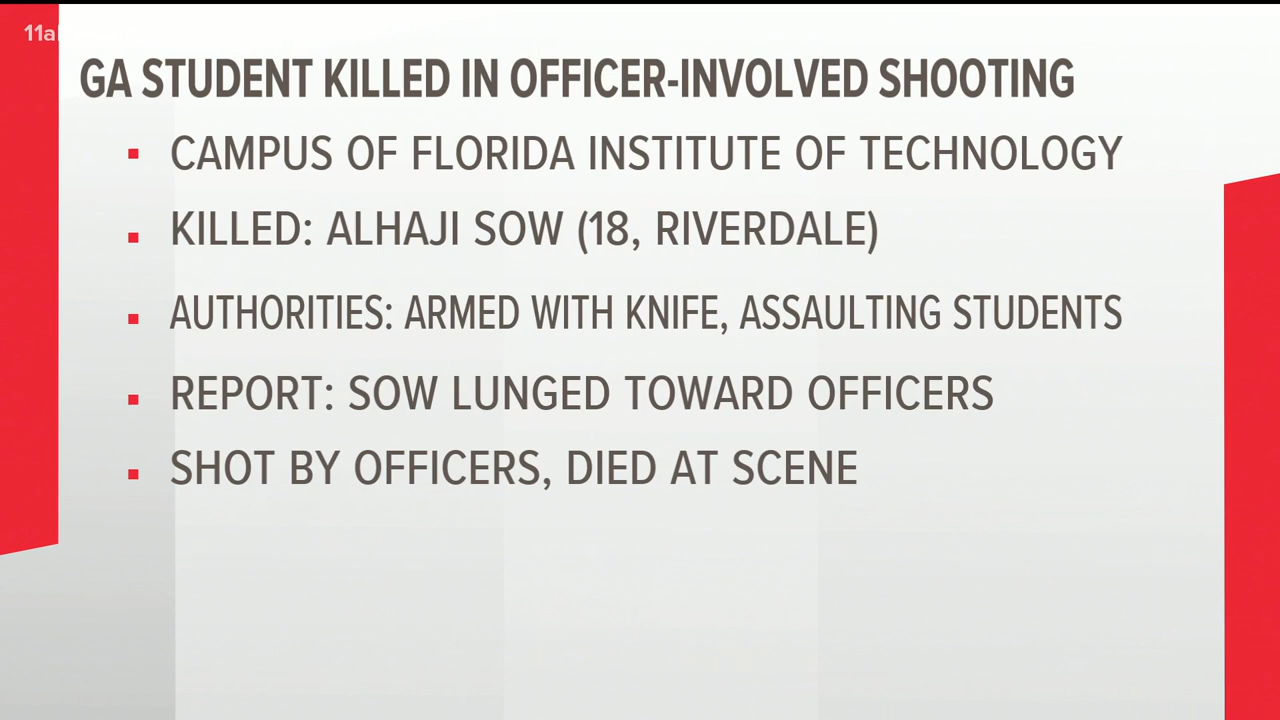 GA STUDENT KILLED IN OFFICER-INVOLVED SHOOTING
CAMPUS OF FLORIDA INSTITUTE OF TECHNOLOGY
KILLED: ALHAJI SOW (18, RIVERDALE)
AUTHORITIES: ARMED WITH KNIFE, ASSAULTING STUDENTS
REPORT: SOW LUNGED TOWARD OFFICERS
SHOT BY OFFICERS, DIED AT SCENE